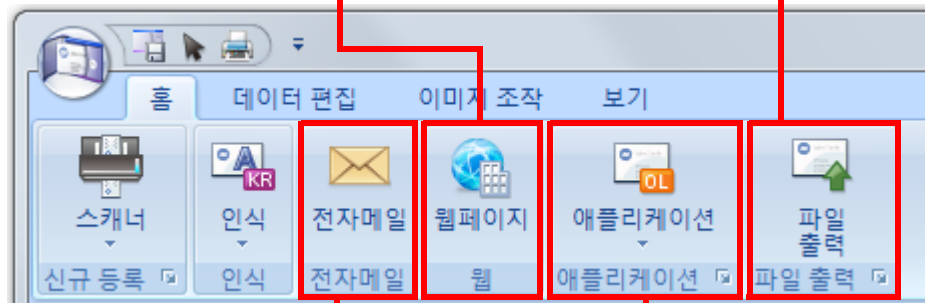 홈 데이터 편집 이미지 조작 보기
KR OL
스캐너 인식 전자메일 웹페이지 애플리케이션 파일
출력
신규 등록 인식 전자메일 웹 애플리케이션 파일 출력